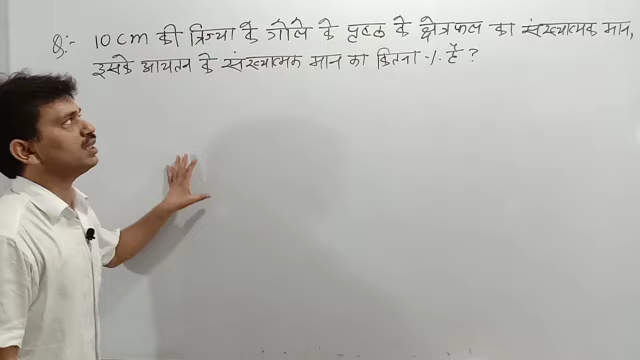 Q:- 10 cm की त्रिज्या के गोले के पृष्ठ के क्षेत्रफल का संख्यात्मक मान,
इसके आयतन के संख्यात्मक मान का कितना % है ?